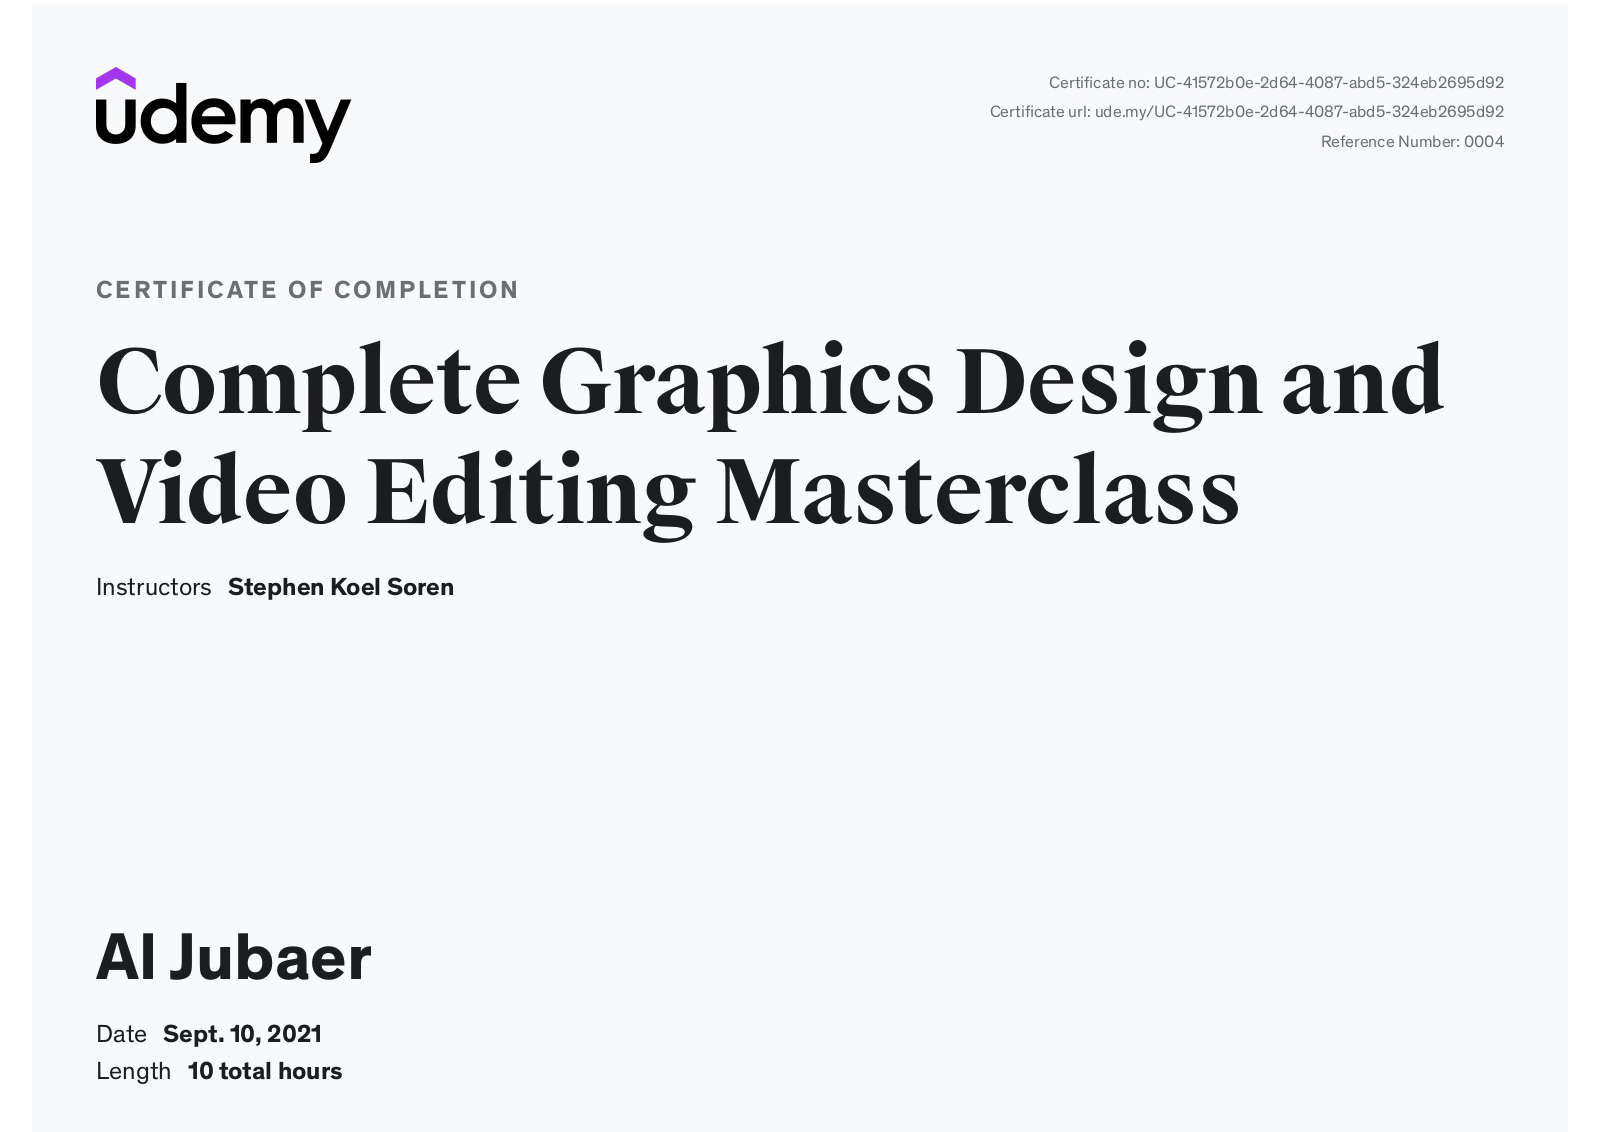 udemy
Certificate no: UC-41572b0e-2d64-4087-abd5-324eb2695d92
Certificate url: ude.my/UC-41572b0e-2d64-4087-abd5-324eb2695d92
Reference Number: 0004
CERTIFICATE OF COMPLETION
Complete Graphics Design and
Video Editing Masterclass
Instructors Stephen Koel Soren
Al Jubaer
Date Sept. 10, 2021
Length 10 total hours